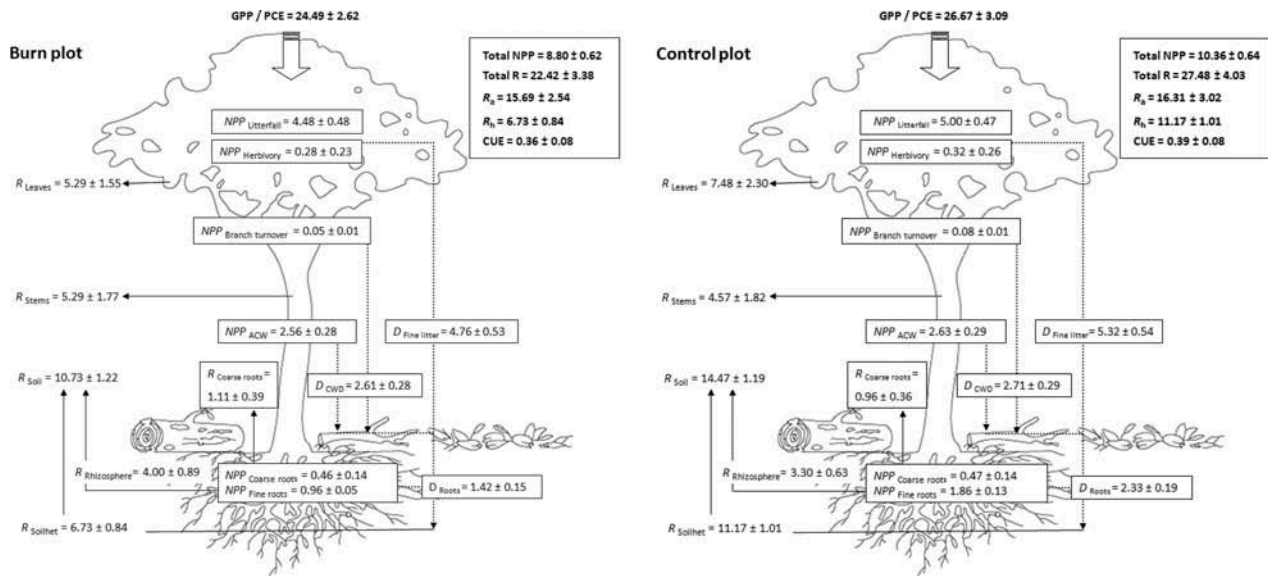 GPP / PCE = 24.49 ± 2.62
Burn plot
Total NPP = 8.80 ± 0.62
Total R = 22.42 ± 3.38
Ra = 15.69 ± 2.54
Rh = 6.73 ± 0.84
CUE = 0.36 ± 0.08
NPP Litterfall = 4.48 ± 0.48
NPP Herbivory = 0.28 ± 0.23
R Leaves = 5.29 ± 1.55
NPP Branch turnover = 0.05 ± 0.01
R Stems = 5.29 ± 1.77
NPP ACW = 2.56 ± 0.28
D Fine litter = 4.76 ± 0.53
R Soil = 10.73 ± 1.22
R Coarse roots =
1.11 ± 0.39
D CWD = 2.61 ± 0.28
R Rhizosphere = 4.00 ± 0.89
NPP Coarse roots = 0.46 ± 0.14
NPP Fine roots = 0.96 ± 0.05
D Roots = 1.42 ± 0.15
R Soilhet = 6.73 ± 0.84
GPP / PCE = 26.67 ± 3.09
Control plot
Total NPP = 10.36 ± 0.64
Total R = 27.48 ± 4.03
Ra = 16.31 ± 3.02
Rh = 11.17 ± 1.01
CUE = 0.39 ± 0.08
NPP Litterfall = 5.00 ± 0.47
NPP Herbivory = 0.32 ± 0.26
R Leaves = 7.48 ± 2.30
NPP Branch turnover = 0.08 ± 0.01
R Stems = 4.57 ± 1.82
NPP ACW = 2.63 ± 0.29
D Fine litter = 5.32 ± 0.54
R Soil = 14.47 ± 1.19
R Coarse roots =
0.96 ± 0.36
D CWD = 2.71 ± 0.29
R Rhizosphere = 3.30 ± 0.63
NPP Coarse roots = 0.47 ± 0.14
NPP Fine roots = 1.86 ± 0.13
D Roots = 2.33 ± 0.19
R Soilhet = 11.17 ± 1.01